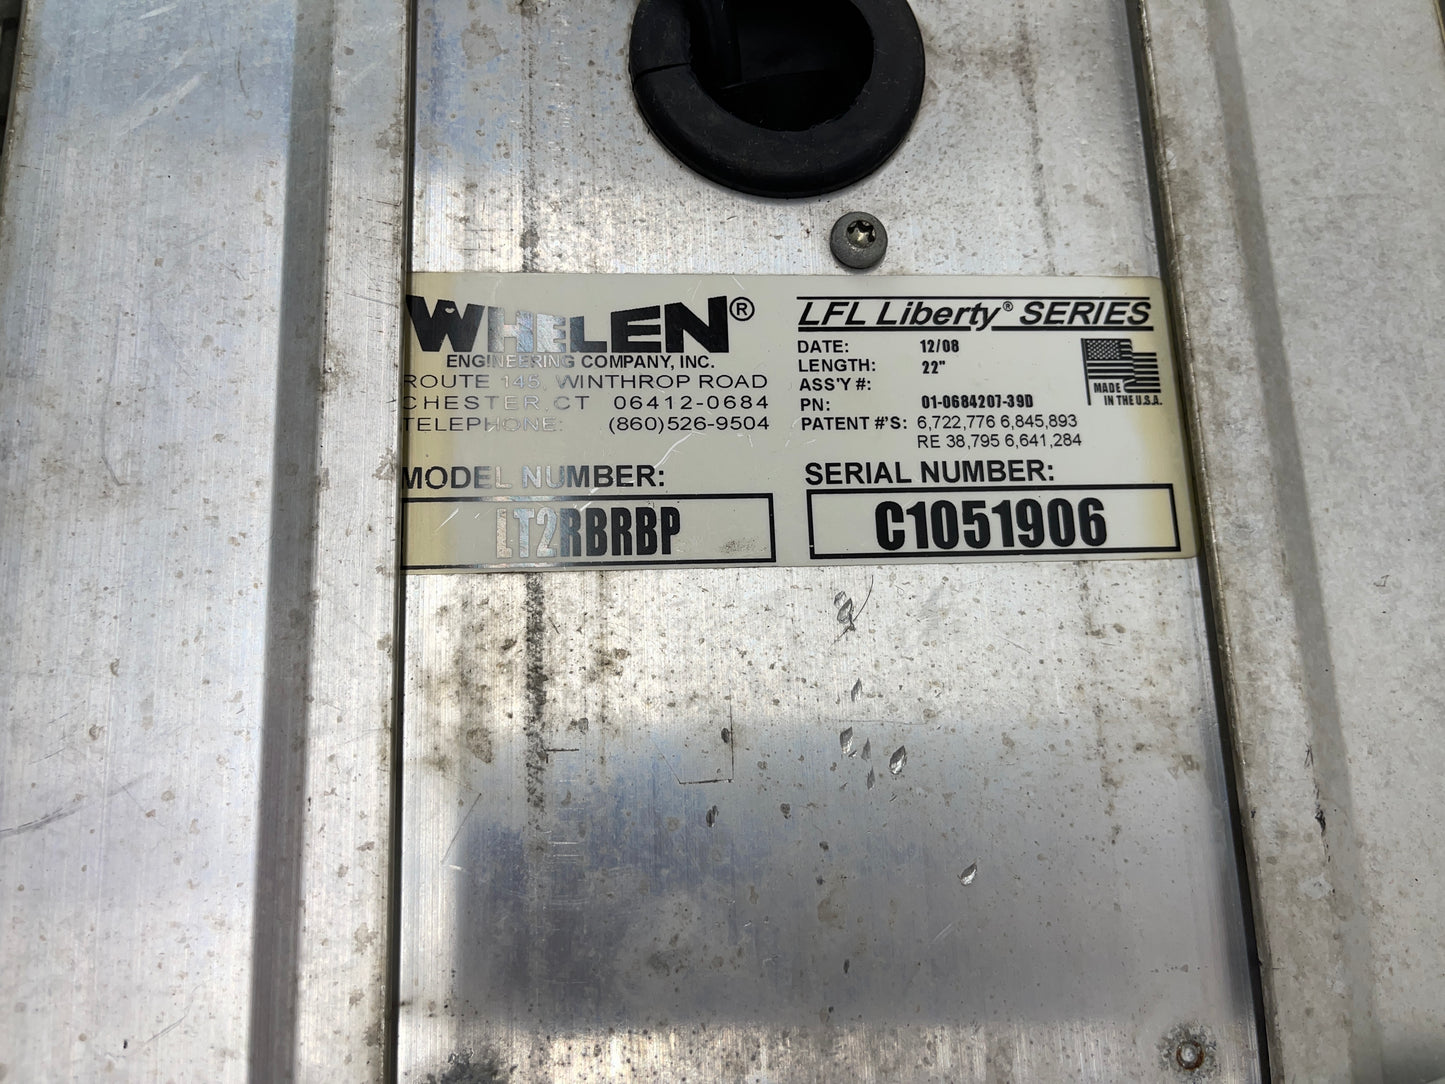 WHELEN®
ENGINEERING COMPANY, INC.
ROUTE 145, WINTHROP ROAD
CHESTER, CT 06412-0684
TELEPHONE: (860)526-9504
MODEL NUMBER:
LT2RBRBP
LFL Liberty® SERIES
DATE: 12/08
LENGTH: 22"
ASS'Y #:
PN: 01-0684207-39D
PATENT #'S: 6,722,776 6,845,893
RE 38,795 6,641,284
MADE
IN THE U.S.A.
SERIAL NUMBER:
C1051906